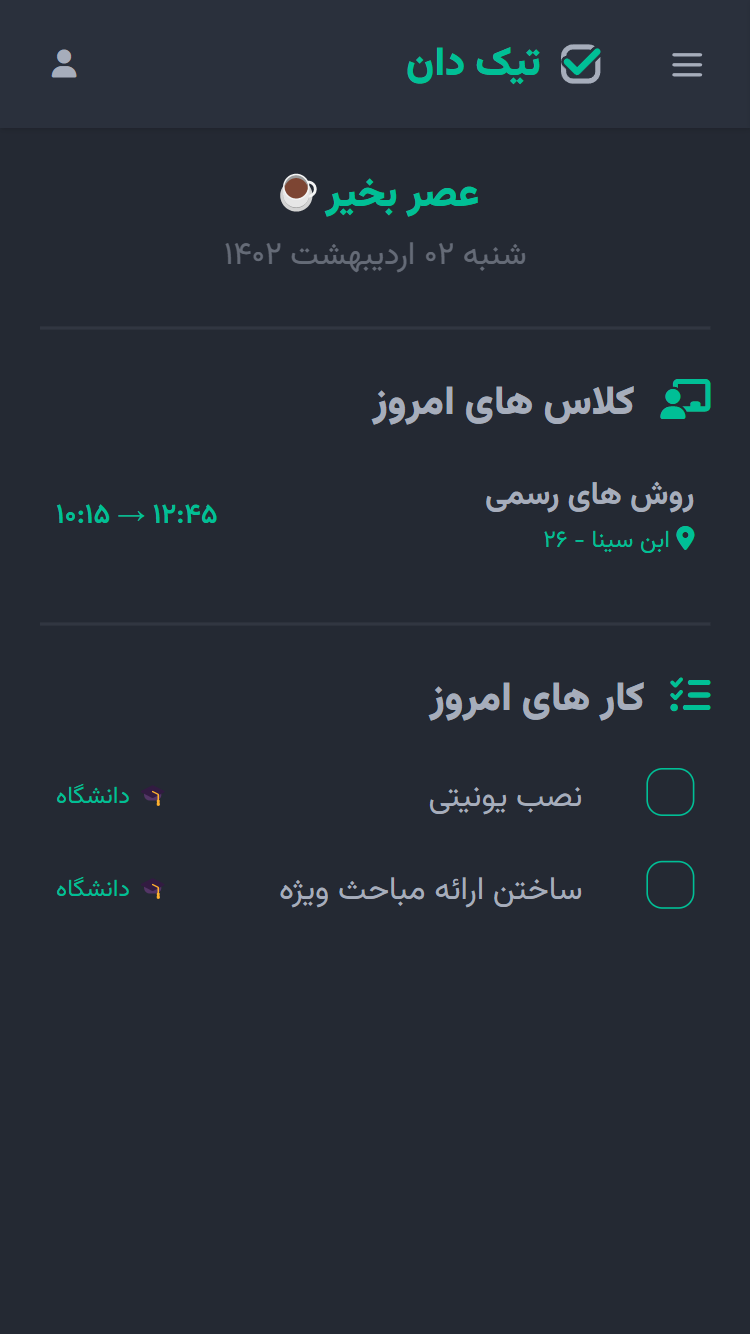 تیک دان
عصر بخیر ☕
شنبه ۰۲ اردیبهشت ۱۴۰۲
کلاس های امروز
روش های رسمی
۱۰:۱۵ → ۱۲:۴۵
ابن سینا - ۲۶
کار های امروز
نصب یونیتی
🎓 دانشگاه
ساختن ارائه مباحث ویژه
🎓 دانشگاه